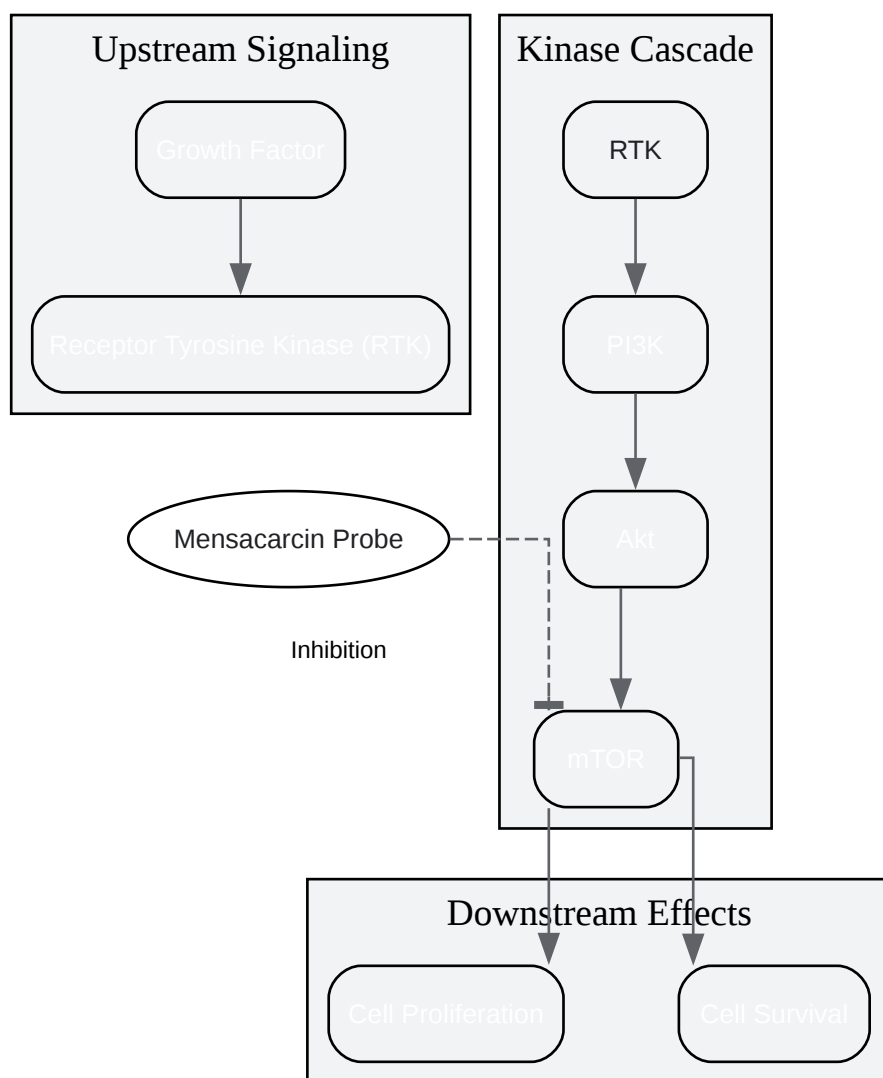 Upstream Signaling
Growth Factor
Receptor Tyrosine Kinase (RTK)
Kinase Cascade
RTK
PI3K
Akt
mTOR
Mensacarcin Probe
Inhibition
Downstream Effects
Cell Proliferation
Cell Survival